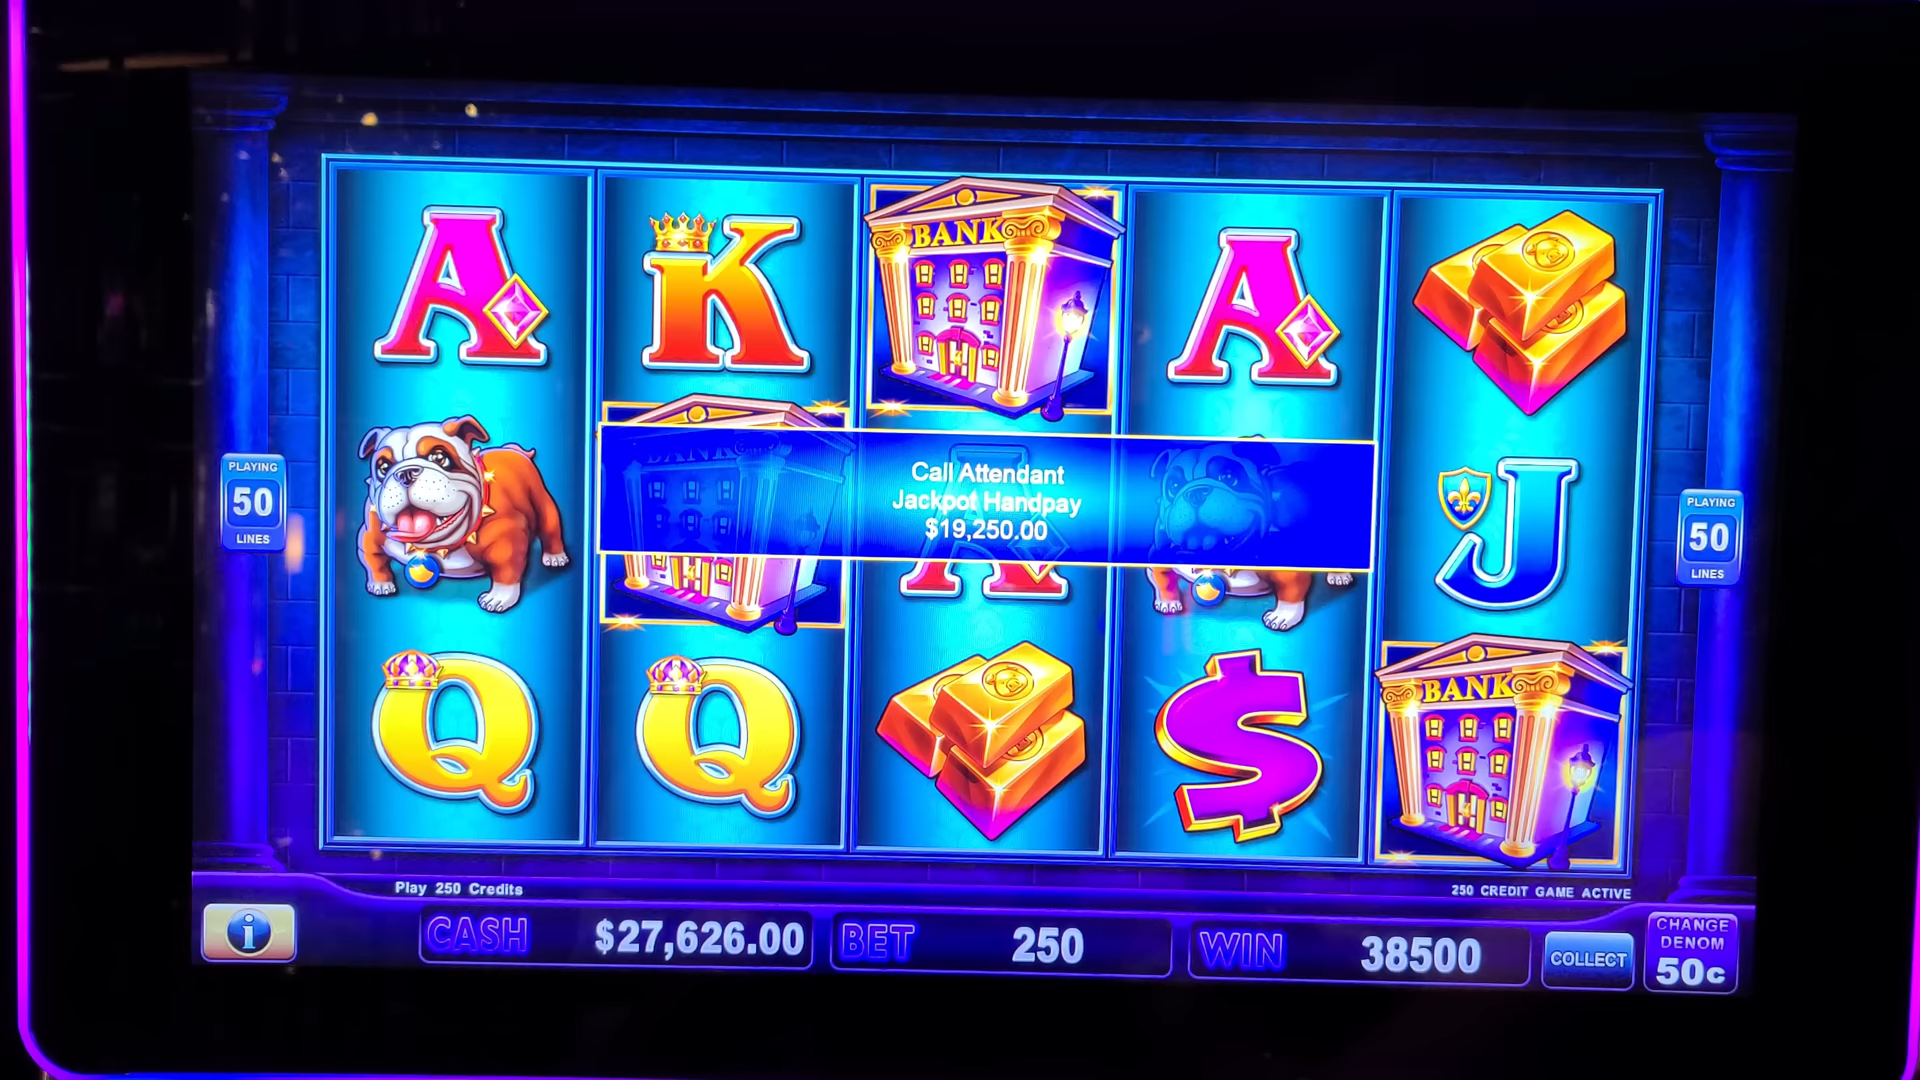 A
K
BANK
A
BANK
Call Attendant
Jackpot Handpay
$19,250.00
A
J
PLAYING
50
LINES
PLAYING
50
LINES
Q
Q
$
BANK
Play 250 Credits
250 CREDIT GAME ACTIVE
i
CASH $27,626.00
BET 250
WIN 38500
COLLECT
CHANGE
DENOM
50c